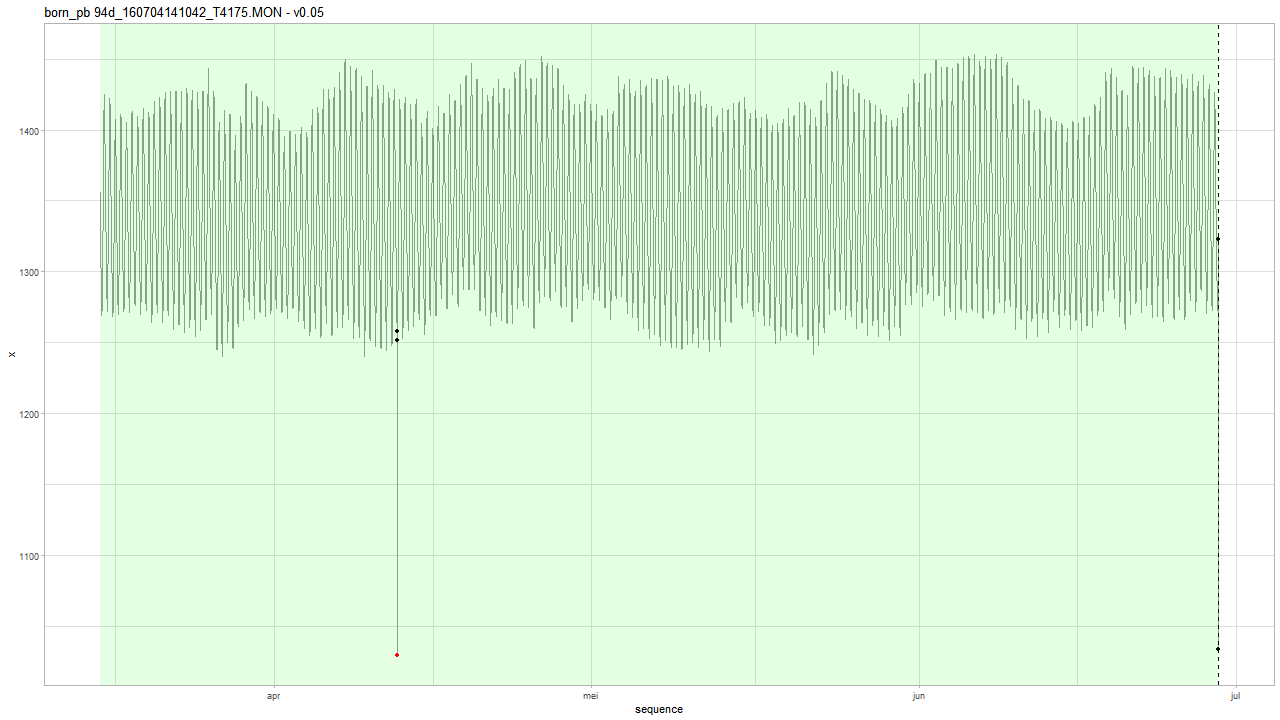 born_pb 94d_160704141042_T4175.MON - v0.05
1400
1300
1200
1100
x
apr
mei
jun
jul
sequence